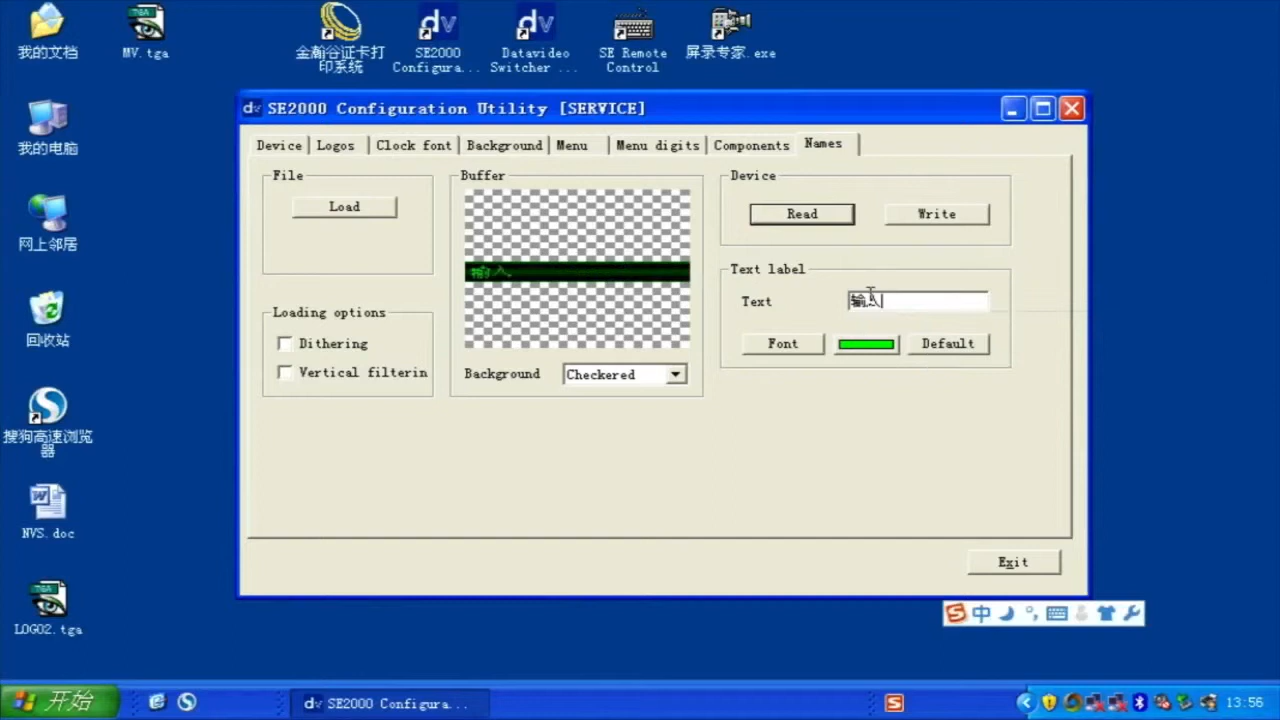 我的文档
MV.tga
金瀚谷证卡打
印系统
SE2000
Configura...
Datavideo
Switcher ...
SE Remote
Control
屏录专家.exe
我的电脑
网上邻居
回收站
搜狗高速浏览
器
NVS.doc
LOGO2.tga
SE2000 Configuration Utility [SERVICE]
Device
Logos
Clock font
Background
Menu
Menu digits
Components
Names
File
Load
Loading options
Dithering
Vertical filterin
Buffer
输入
Background
Checkered
Device
Read
Write
Text label
Text
输入
Font
Default
Exit
中
开始
SE2000 Configura...
13:56